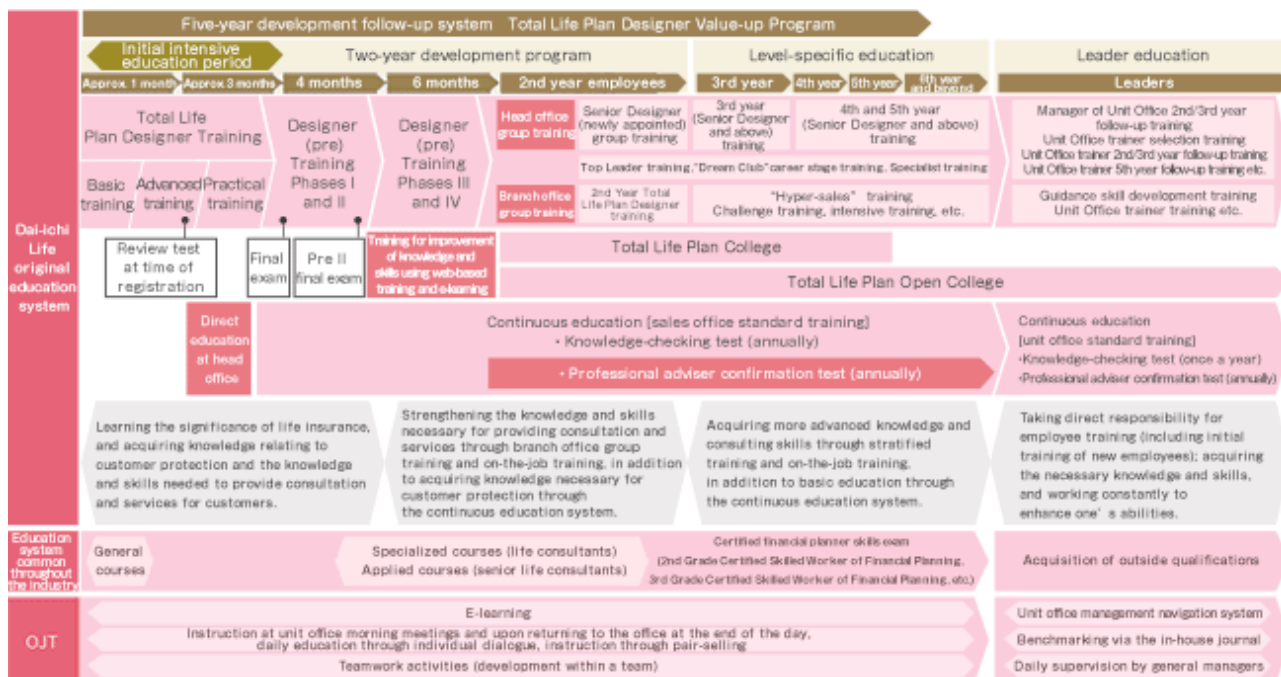 Five-year development follow-up system Total Life Plan Designer Value-up Program
Initial intensive
education period
Two-year development program
Level-specific education
Leader education
Approx. 1 month
Approx. 3 months
4 months
6 months
2nd year employees
3rd year
4th year
5th year
6th year
and beyond
Leaders
Dai-ichi
Life
original
education
system
Total Life
Plan Designer Training
Basic
training
Advanced
training
Practical
training
Designer
(pre)
Training
Phases I
and II
Designer
(pre)
Training
Phases III
and IV
Head office
group training
Senior Designer
(newly appointed)
group training
3rd year
(Senior Designer
and above)
training
4th and 5th year
(Senior Designer and above)
training
Top Leader training,"Dream Club"career stage training, Specialist training
Branch office
group training
2nd Year Total
Life Plan Designer
training
"Hyper-sales" training
Challenge training, intensive training, etc.
Manager of Unit Office 2nd/3rd year
follow-up training
Unit Office trainer selection training
Unit Office trainer 2nd/3rd year follow-up training
Unit Office trainer 5th year follow-up training etc.
Guidance skill development training
Unit Office trainer training etc.
Review test
at time of
registration
Final
exam
Pre II
final exam
Training for improvement
of knowledge and
skills using web-based
training and e-learning
Total Life Plan College
Total Life Plan Open College
Direct
education
at head
office
Continuous education [sales office standard training]
・Knowledge-checking test (annually)
・Professional adviser confirmation test (annually)
Continuous education
[unit office standard training]
・Knowledge-checking test (once a year)
・Professional adviser confirmation test (annually)
Learning the significance of life insurance,
and acquiring knowledge relating to
customer protection and the knowledge
and skills needed to provide consultation
and services for customers.
Strengthening the knowledge and skills
necessary for providing consultation and
services through branch office group
training and on-the-job training, in addition
to acquiring knowledge necessary for
customer protection through
the continuous education system.
Acquiring more advanced knowledge and
consulting skills through stratified
training and on-the-job training,
in addition to basic education through
the continuous education system.
Taking direct responsibility for
employee training (including initial
training of new employees); acquiring
the necessary knowledge and skills,
and working constantly to
enhance one's abilities.
Education
system
common
throughout
the industry
General
courses
Specialized courses (life consultants)
Applied courses (senior life consultants)
Certified financial planner skills exam
(2nd Grade Certified Skilled Worker of Financial Planning,
3rd Grade Certified Skilled Worker of Financial Planning, etc.)
Acquisition of outside qualifications
OJT
E-learning
Instruction at unit office morning meetings and upon returning to the office at the end of the day,
daily education through individual dialogue, instruction through pair-selling
Teamwork activities (development within a team)
Unit office management navigation system
Benchmarking via the in-house journal
Daily supervision by general managers